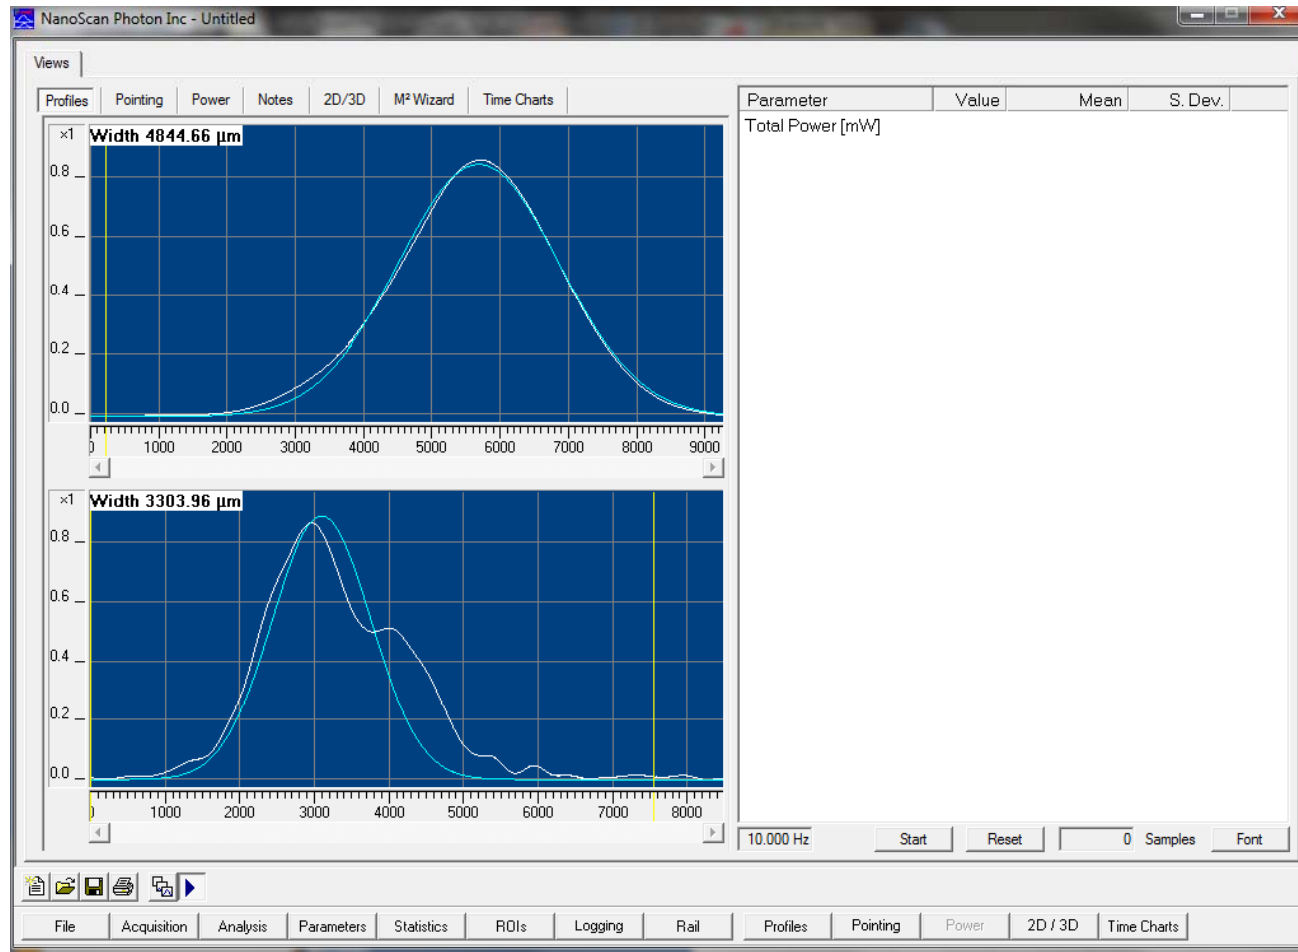 NanoScan Photon Inc - Untitled
Views
Profiles Pointing Power Notes 2D/3D M² Wizard Time Charts
×1 Width 4844.66 µm
0.8
0.6
0.4
0.2
0.0
0 1000 2000 3000 4000 5000 6000 7000 8000 9000
×1 Width 3303.96 µm
0.8
0.6
0.4
0.2
0.0
0 1000 2000 3000 4000 5000 6000 7000 8000
Parameter Value Mean S. Dev.
Total Power [mW]
10.000 Hz Start Reset 0 Samples Font
File Acquisition Analysis Parameters Statistics ROIs Logging Rail Profiles Pointing Power 2D / 3D Time Charts